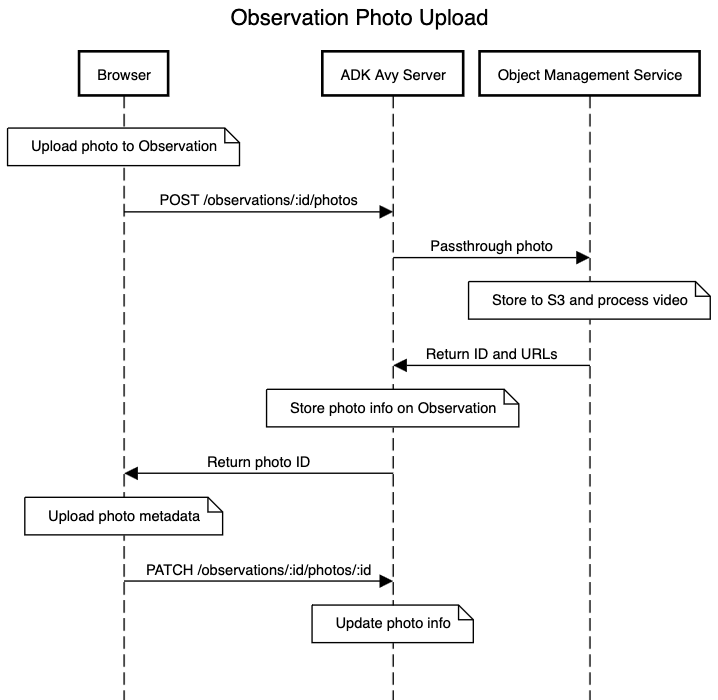 Observation Photo Upload
Browser
ADK Avy Server
Object Management Service
Upload photo to Observation
POST /observations/:id/photos
Passthrough photo
Store to S3 and process video
Return ID and URLs
Store photo info on Observation
Return photo ID
Upload photo metadata
PATCH /observations/:id/photos/:id
Update photo info